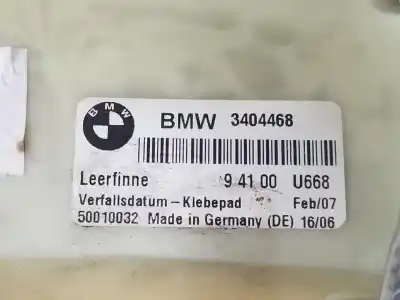 BMW
BMW 3404468
Leerfinne 9 41 00 U668
Verfallsdatum-Klebepad Feb/07
50010032 Made in Germany (DE) 16/06